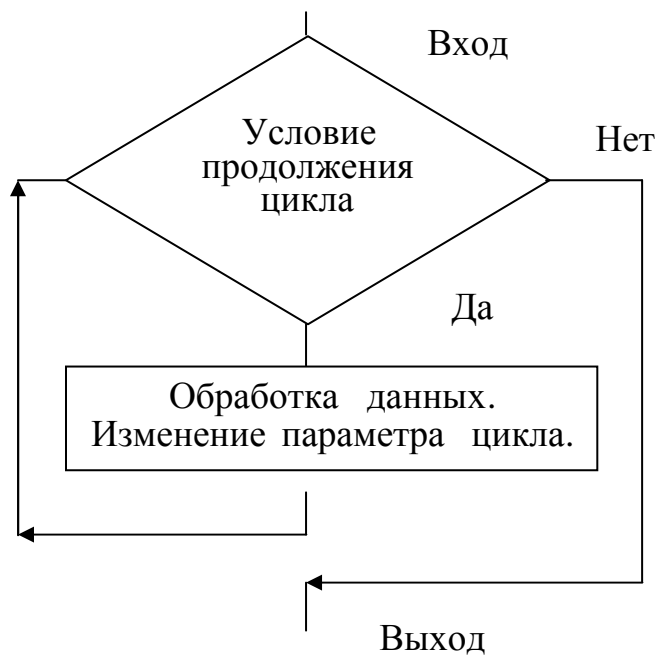 Вход
Условие
продолжения
цикла
Нет
Да
Обработка данных.
Изменение параметра цикла.
Выход